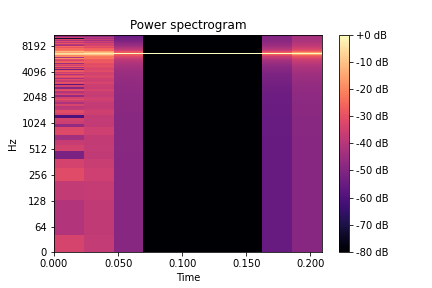 Power spectrogram
8192
4096
2048
1024
512
256
128
64
0
Hz
0.000 0.050 0.100 0.150 0.200
Time
+0 dB
-10 dB
-20 dB
-30 dB
-40 dB
-50 dB
-60 dB
-70 dB
-80 dB